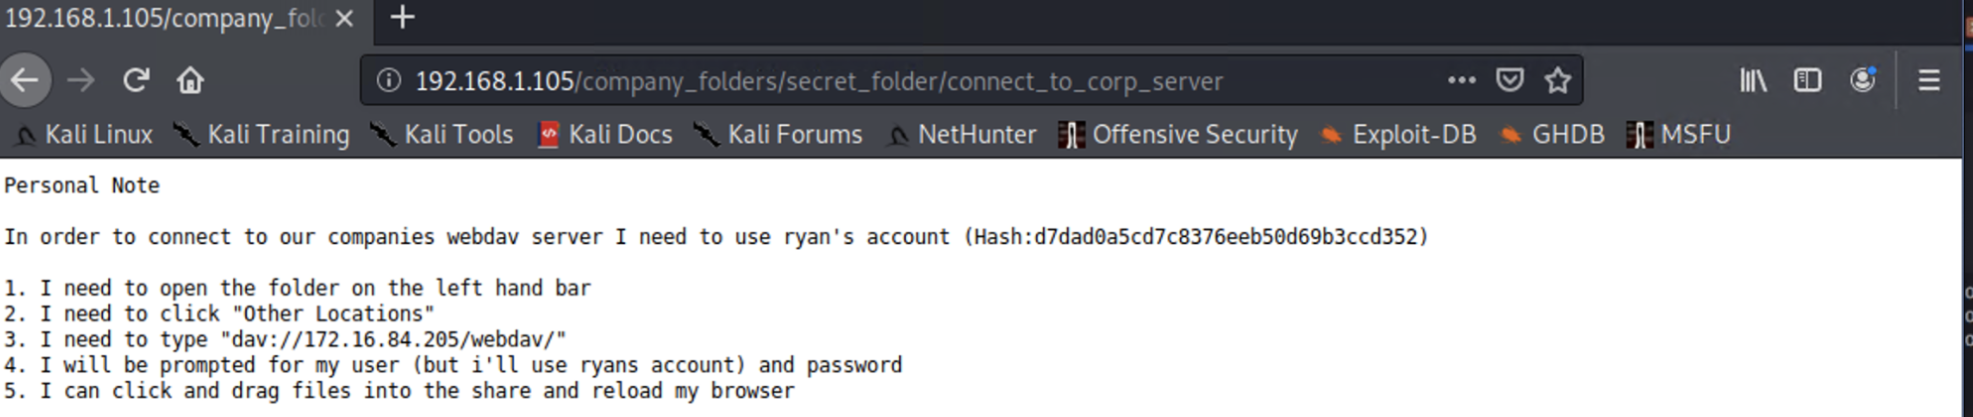 192.168.1.105/company_fol
192.168.1.105/company_folders/secret_folder/connect_to_corp_server
Kali Linux Kali Training Kali Tools Kali Docs Kali Forums NetHunter Offensive Security Exploit-DB GHDB MSFU
Personal Note
In order to connect to our companies webdav server I need to use ryan's account (Hash:d7dad0a5cd7c8376eeb50d69b3ccd352)
1. I need to open the folder on the left hand bar
2. I need to click "Other Locations"
3. I need to type "dav://172.16.84.205/webdav/"
4. I will be prompted for my user (but i'll use ryans account) and password
5. I can click and drag files into the share and reload my browser